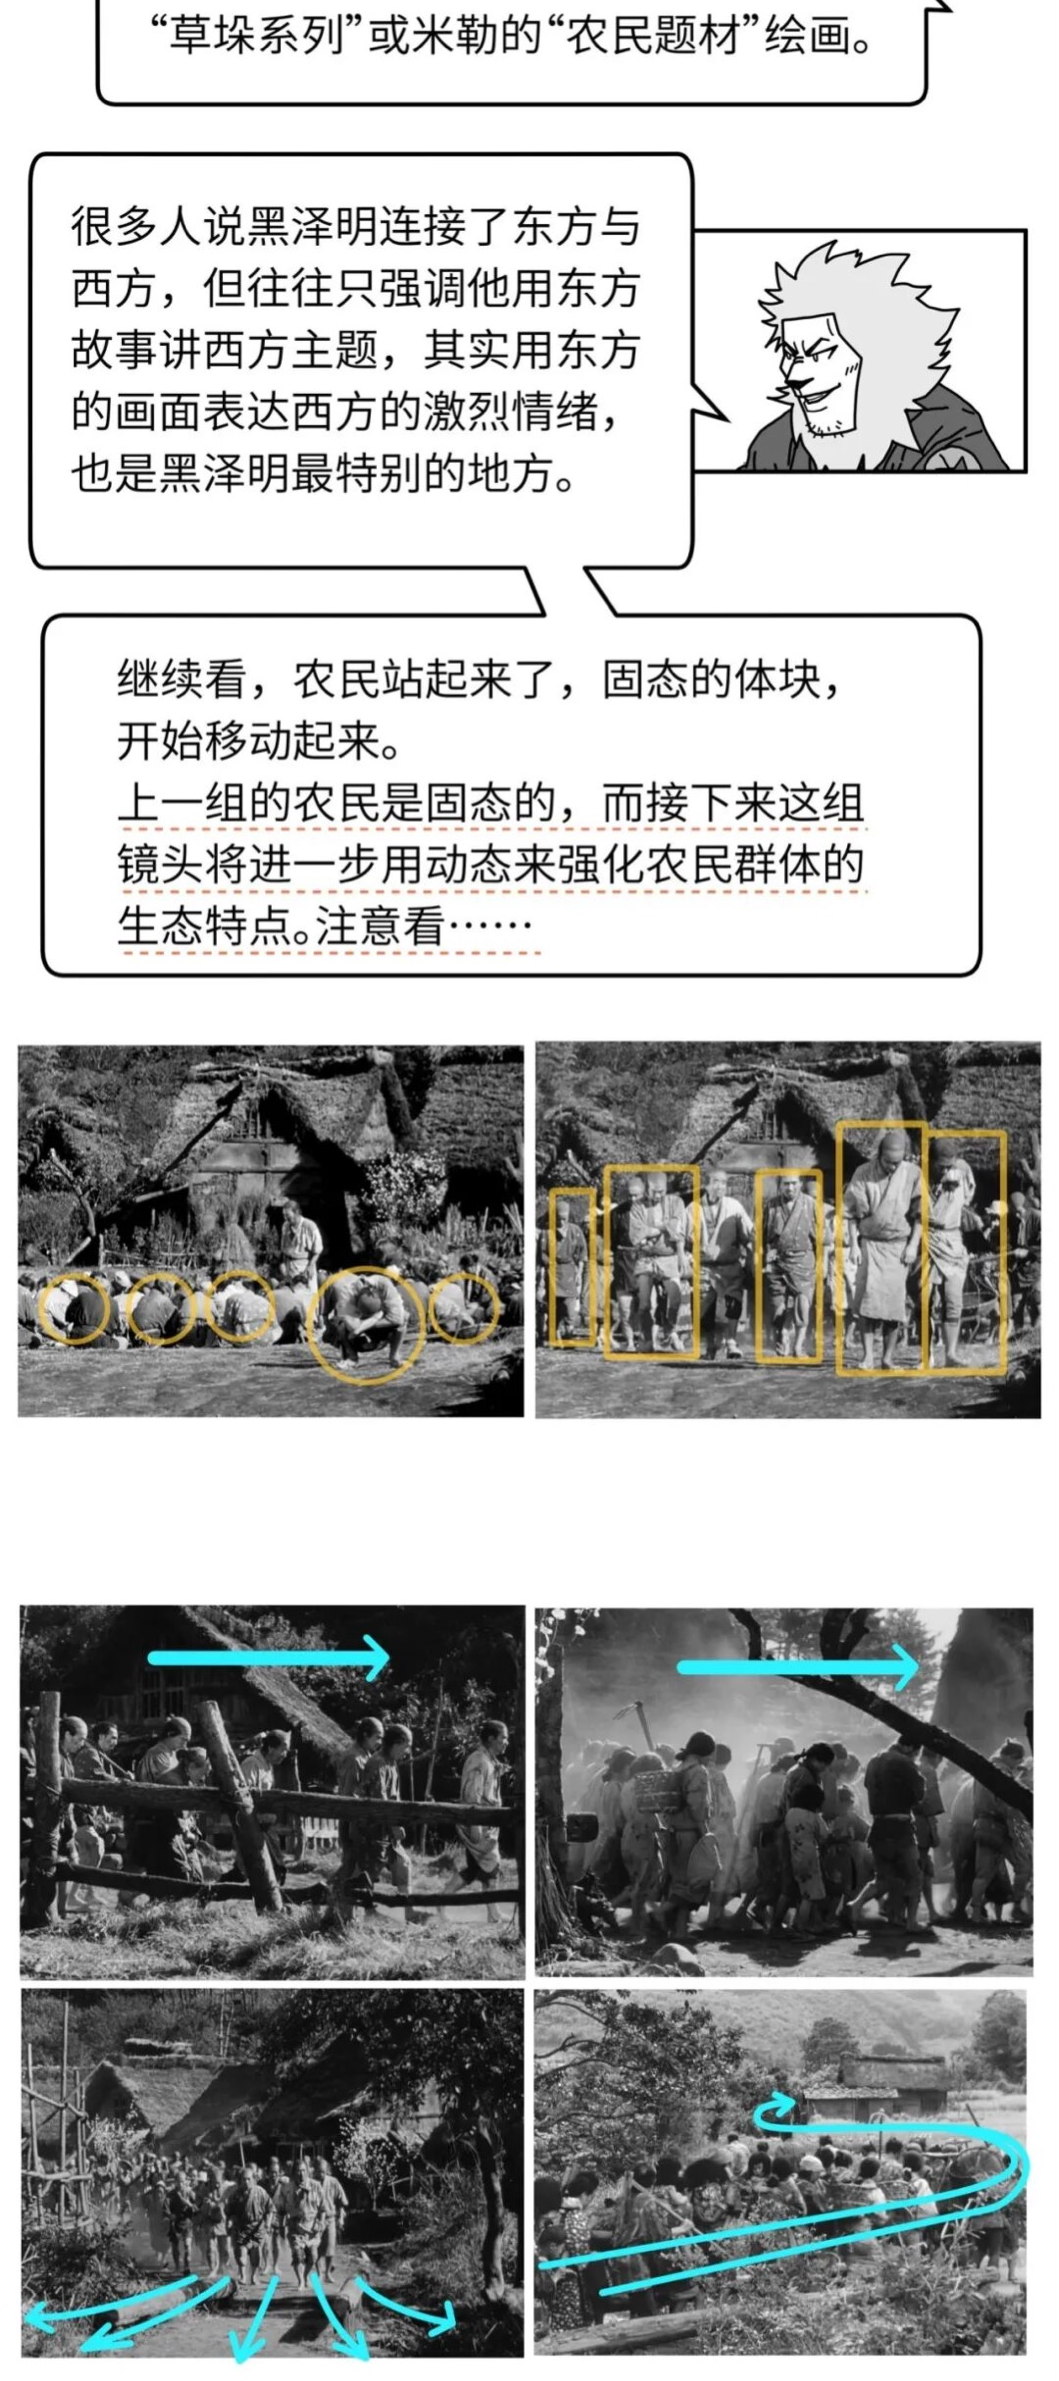 “草垛系列”或米勒的“农民题材”绘画。
很多人说黑泽明连接了东方与
西方，但往往只强调他用东方
故事讲西方主题，其实用东方
的画面表达西方的激烈情绪，
也是黑泽明最特别的地方。
继续看，农民站起来了，固态的体块，
开始移动起来。
上一组的农民是固态的，而接下来这组
镜头将进一步用动态来强化农民群体的
生态特点。注意看……